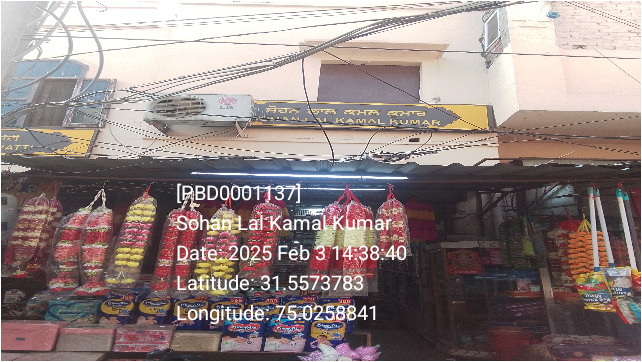 LG
ਸੋਹਨ ਲਾਲ ਕਮਲ ਕੁਮਾਰ
SOHAN LAL KAMAL KUMAR
[PBD0001137]
Sohan Lal Kamal Kumar
Date: 2025 Feb 3 14:38:40
Latitude: 31.5573783
Longitude: 75.0258841